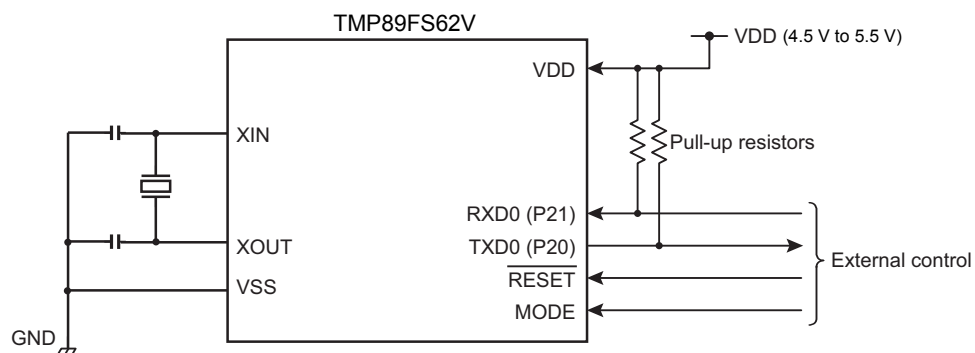 TMP89FS62V
VDD (4.5 V to 5.5 V)
VDD
XIN
Pull-up resistors
RXD0 (P21)
XOUT
TXD0 (P20)
External control
RESET
VSS
MODE
GND